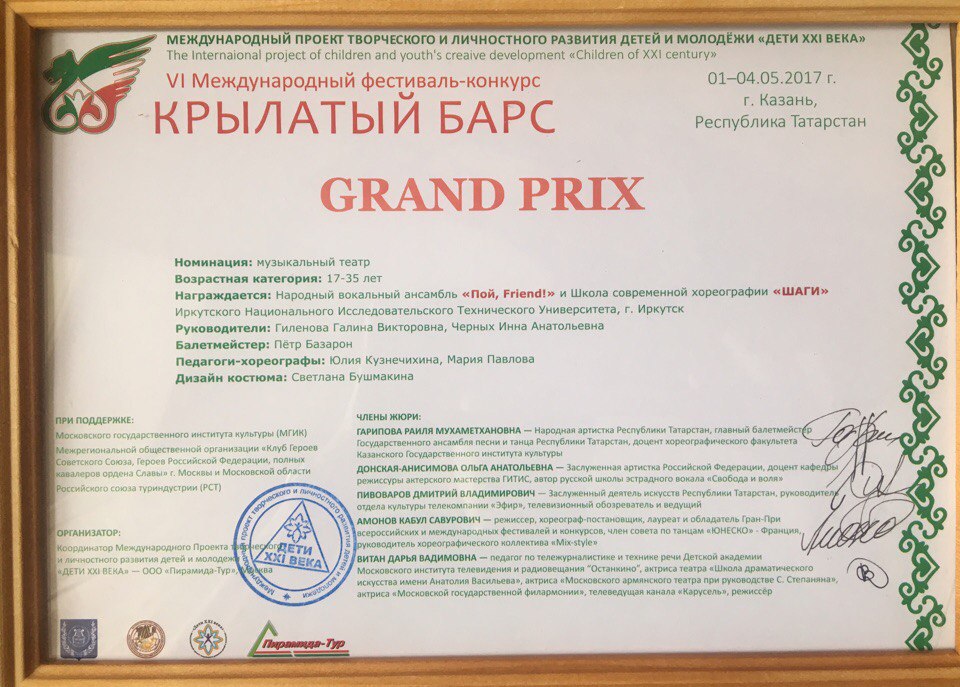 МЕЖДУНАРОДНЫЙ ПРОЕКТ ТВОРЧЕСКОГО И ЛИЧНОСТНОГО РАЗВИТИЯ ДЕТЕЙ И МОЛОДЁЖИ «ДЕТИ XXI ВЕКА»
The Internaional project of children and youth's creaive development «Children of XXI century»
VI Международный фестиваль-конкурс
КРЫЛАТЫЙ БАРС
01–04.05.2017 г.
г. Казань,
Республика Татарстан
GRAND PRIX
Номинация: музыкальный театр
Возрастная категория: 17-35 лет
Награждается: Народный вокальный ансамбль «Пой, Friend!» и Школа современной хореографии «ШАГИ»
Иркутского Национального Исследовательского Технического Университета, г. Иркутск
Руководители: Гиленова Галина Викторовна, Черных Инна Анатольевна
Балетмейстер: Пётр Базарон
Педагоги-хореографы: Юлия Кузнечихина, Мария Павлова
Дизайн костюма: Светлана Бушмакина
ПРИ ПОДДЕРЖКЕ:
Московского государственного института культуры (МГИК)
Межрегиональной общественной организации «Клуб Героев
Советского Союза, Героев Российской Федерации, полных
кавалеров ордена Славы» г. Москвы и Московской области
Российского союза туриндустрии (РСТ)
ОРГАНИЗАТОР:
Координатор Международного Проекта творческого
и личностного развития детей и молодежи
«ДЕТИ XXI ВЕКА» — ООО «Пирамида-Тур», Москва
ЧЛЕНЫ ЖЮРИ:
ГАРИПОВА РАИЛЯ МУХАМЕТХАНОВНА — Народная артистка Республики Татарстан, главный балетмейстер
Государственного ансамбля песни и танца Республики Татарстан, доцент хореографического факультета
Казанского Государственного института культуры
ДОНСКАЯ-АНИСИМОВА ОЛЬГА АНАТОЛЬЕВНА — Заслуженная артистка Российской Федерации, доцент кафедры
режиссуры актерского мастерства ГИТИС, автор русской школы эстрадного вокала «Свобода и воля»
ПИВОВАРОВ ДМИТРИЙ ВЛАДИМИРОВИЧ — Заслуженный деятель искусств Республики Татарстан, руководитель
отдела культуры телекомпании «Эфир», телевизионный обозреватель и ведущий
АМОНОВ КАБУЛ САВУРОВИЧ — режиссер, хореограф-постановщик, лауреат и обладатель Гран-При
всероссийских и международных фестивалей и конкурсов, член совета по танцам «ЮНЕСКО» - Франция,
руководитель хореографического коллектива «Mix-style»
ВИТАН ДАРЬЯ ВАДИМОВНА — педагог по тележурналистике и технике речи Детской академии
Московского института телевидения и радиовещания "Останкино", актриса театра «Школа драматического
искусства имени Анатолия Васильева», актриса «Московского армянского театра при руководстве С. Степаняна»,
актриса «Московской государственной филармонии», телеведущая канала «Карусель», режиссёр
Международный проект творческого и личностного развития детей и молодежи
ДЕТИ
XXI ВЕКА
«Дети XXI века»
Пирамида-Тур